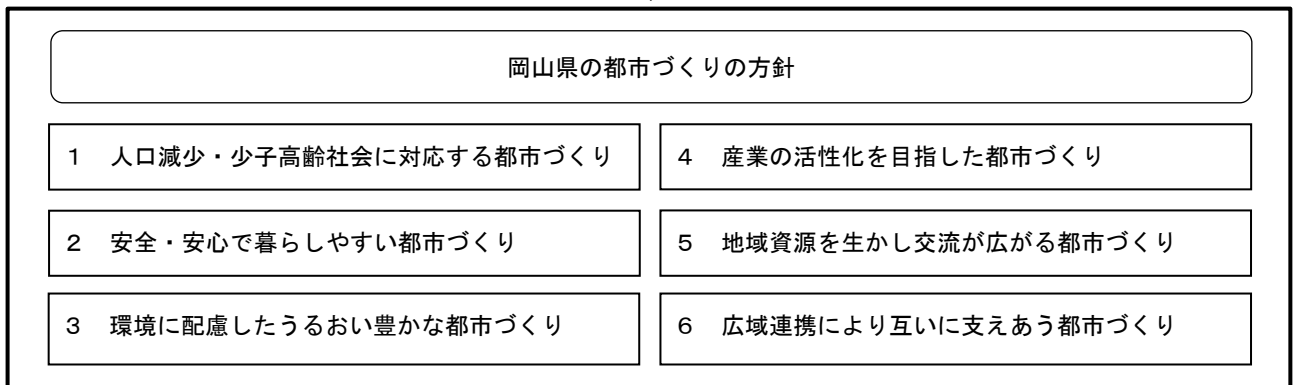 岡山県の都市づくりの方針
1 人口減少・少子高齢社会に対応する都市づくり
2 安全・安心で暮らしやすい都市づくり
3 環境に配慮したうるおい豊かな都市づくり
4 産業の活性化を目指した都市づくり
5 地域資源を生かし交流が広がる都市づくり
6 広域連携により互いに支えあう都市づくり